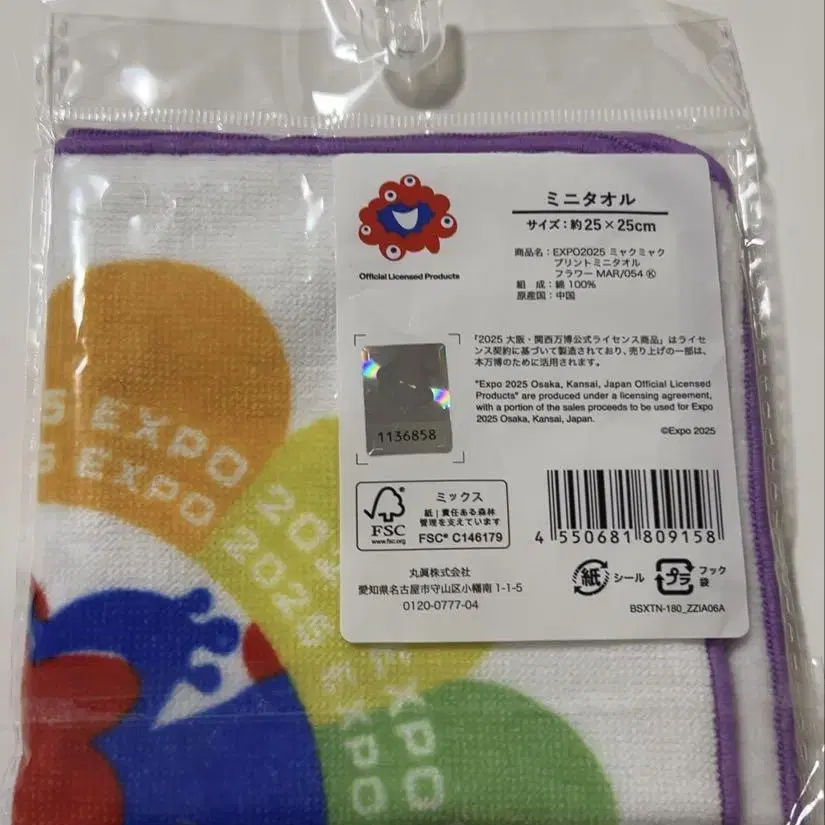 Official Licensed Products
ミニタオル
サイズ:約25×25cm
商品名:EXPO2025 ミャクミャク
プリントミニタオル
フラワー MAR/054 Ⓚ
組 成:綿100%
原産国:中国
「2025 大阪・関西万博公式ライセンス商品」はライセ
ンス契約に基づいて製造されており、売り上げの一部は、
本万博のために活用されます。
"Expo 2025 Osaka, Kansai, Japan Official Licensed
Products" are produced under a licensing agreement,
with a portion of the sales proceeds to be used for Expo
2025 Osaka, Kansai, Japan.
©Expo 2025
1136858
FSC
www.fsc.org
ミックス
紙|責任ある森林
管理を支えています
FSC® C146179
4 550681 809158
丸眞株式会社
愛知県名古屋市守山区小幡南 1-1-5
0120-0777-04
紙 シール
プラ フック
袋
BSXTN-180_ZZIA06A
5 EXPO
5 EXPO
202
2025
EXPO
EXPO